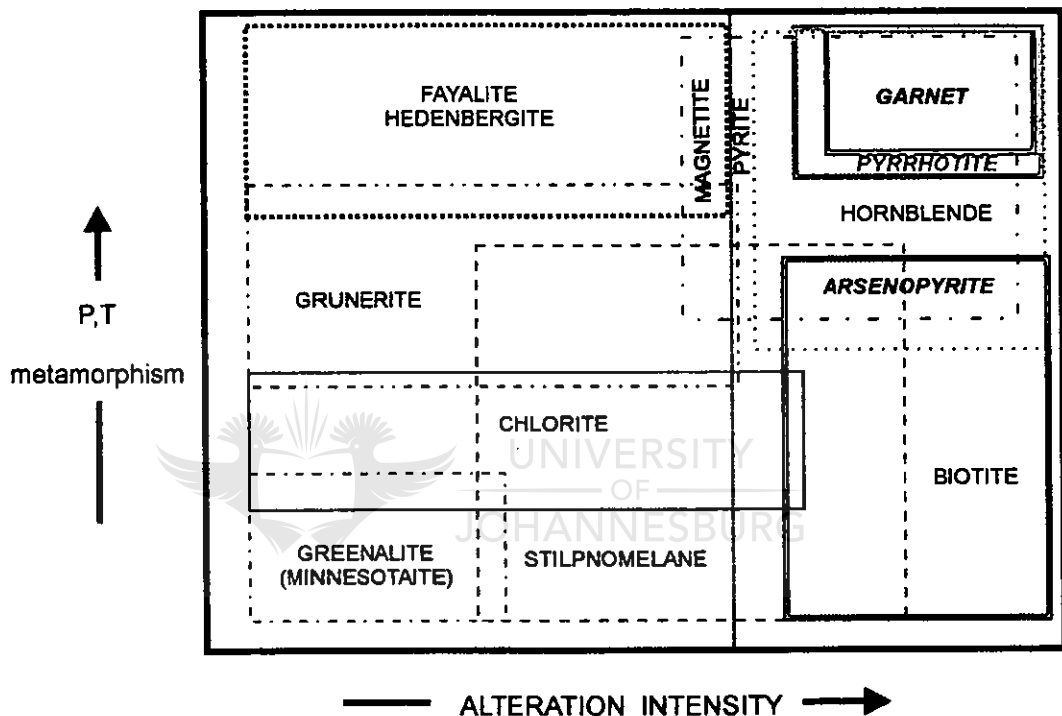 FAYALITE
HEDENBERGITE
MAGNETITE
PYRITE
GARNET
PYRRHOTITE
HORNBLENDE
P,T
metamorphism
GRUNERITE
ARSENOPYRITE
CHLORITE
UNIVERSITY
OF
JOHANNESBURG
BIOTITE
GREENALITE
(MINNESOTAITE)
STILPNOMELANE
ALTERATION INTENSITY